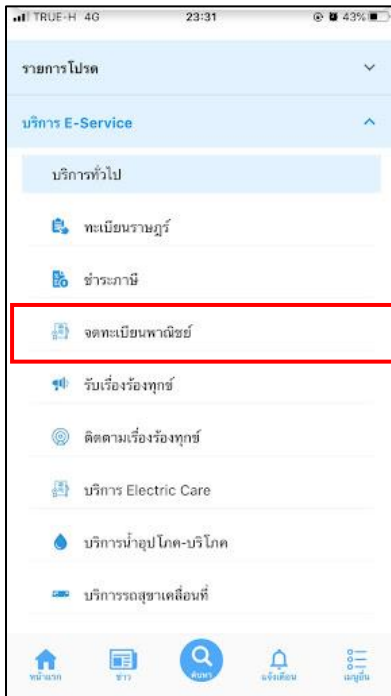 TRUE-H 4G 23:31 43%
รายการโปรด
บริการ E-Service
บริการทั่วไป
ทะเบียนราษฎร์
ชำระภาษี
จดทะเบียนพาณิชย์
รับเรื่องร้องทุกข์
ติดตามเรื่องร้องทุกข์
บริการ Electric Care
บริการน้ำอุปโภค-บริโภค
บริการรถสุขาเคลื่อนที่
หน้าแรก ข่าว ค้นหา แจ้งเตือน เมนูอื่น